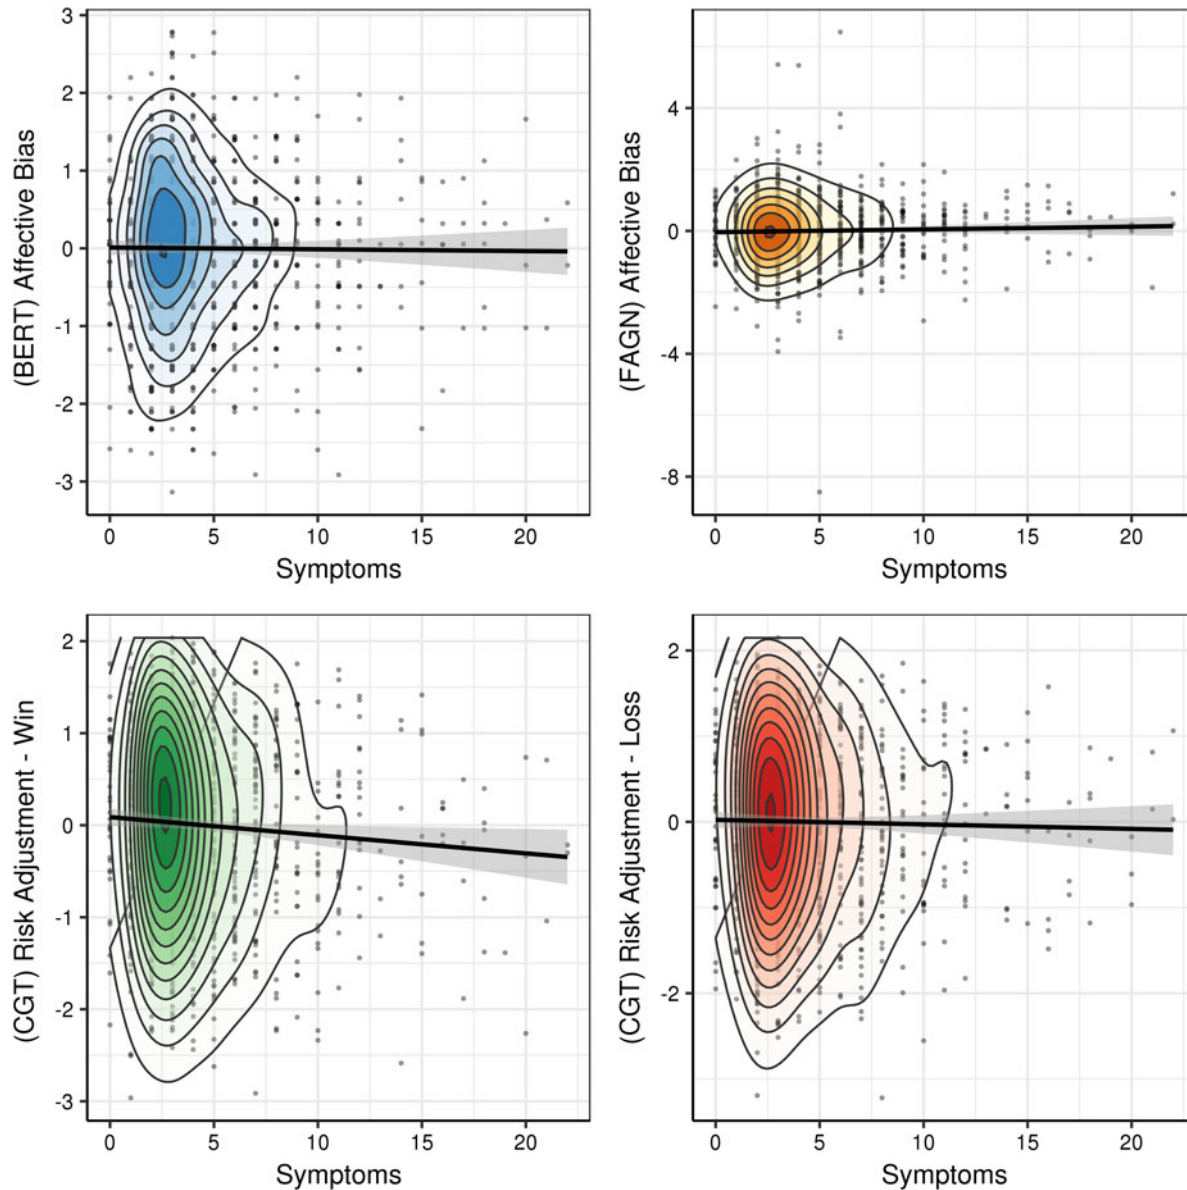 (BERT) Affective Bias
3
2
1
0
-1
-2
-3
0 5 10 15 20
Symptoms
(FAGN) Affective Bias
4
0
-4
-8
0 5 10 15 20
Symptoms
(CGT) Risk Adjustment - Win
2
1
0
-1
-2
-3
0 5 10 15 20
Symptoms
(CGT) Risk Adjustment - Loss
2
0
-2
0 5 10 15 20
Symptoms